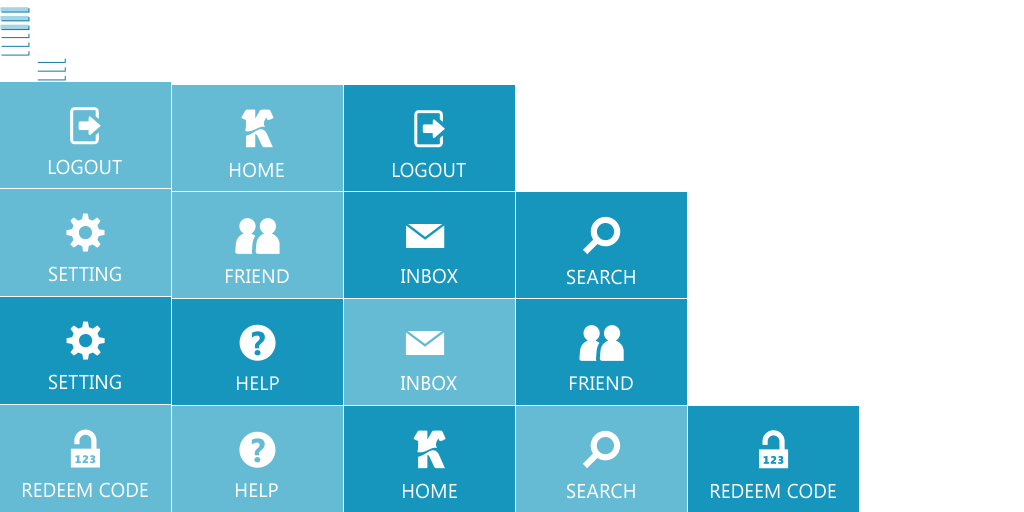 LOGOUT
HOME
LOGOUT
SETTING
FRIEND
INBOX
SEARCH
SETTING
HELP
INBOX
FRIEND
123
REDEEM CODE
HELP
HOME
SEARCH
123
REDEEM CODE